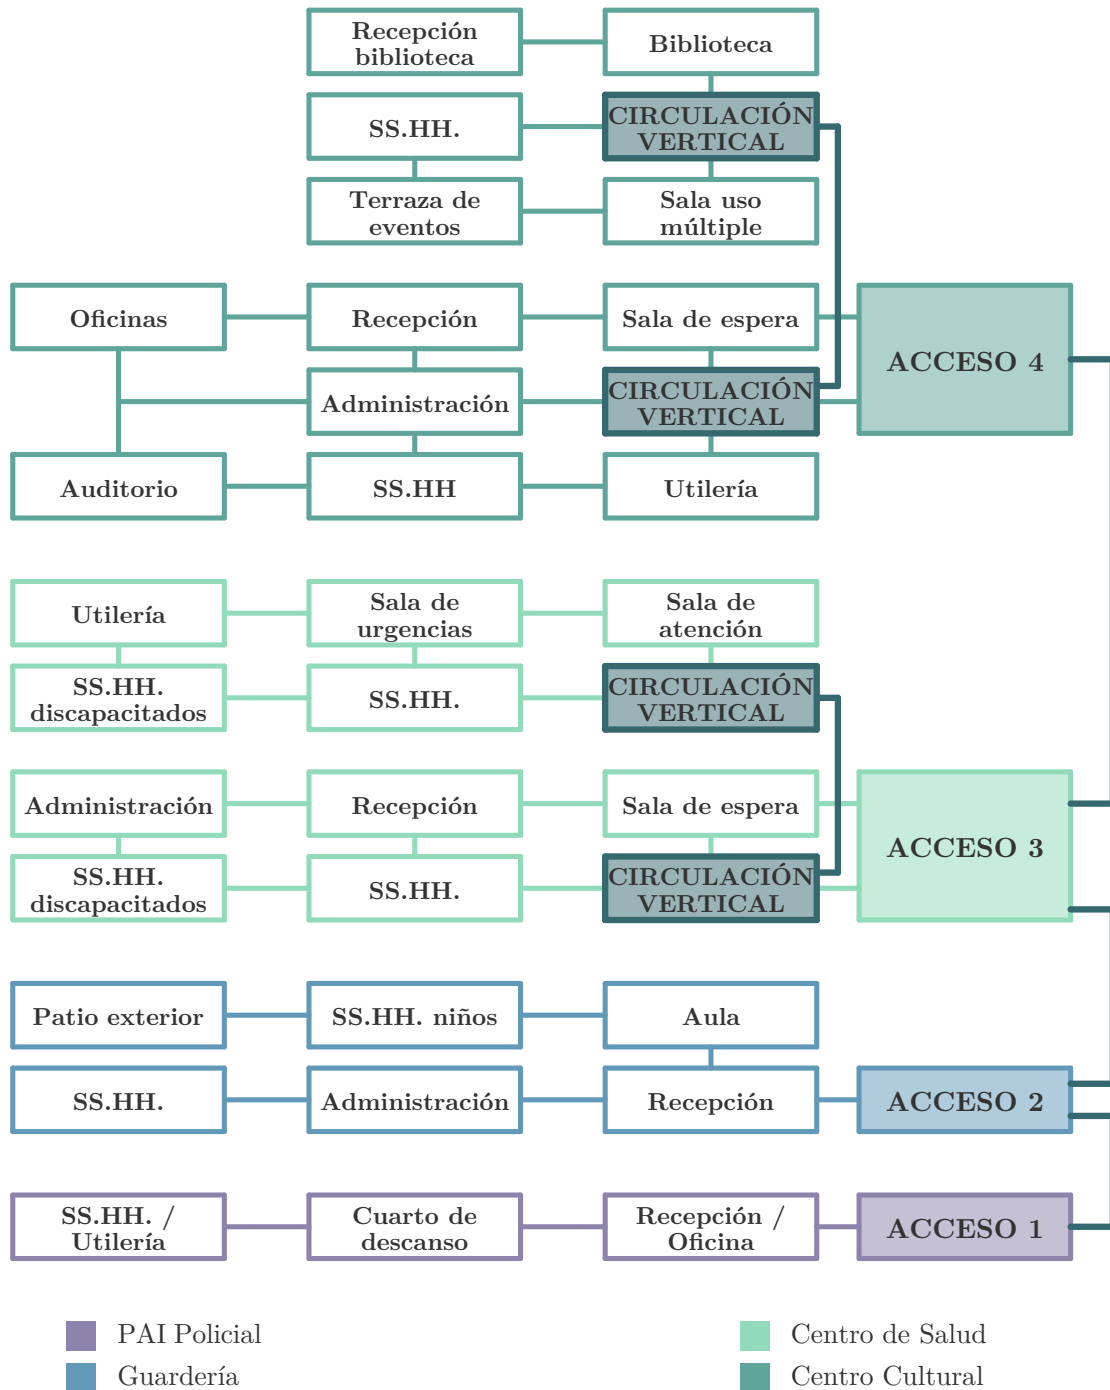 Recepción
biblioteca
Biblioteca
SS.HH.
CIRCULACIÓN
VERTICAL
Terraza de
eventos
Sala uso
múltiple
Oficinas
Recepción
Sala de espera
ACCESO 4
Administración
CIRCULACIÓN
VERTICAL
Auditorio
SS.HH
Utilería
Utilería
Sala de
urgencias
Sala de
atención
SS.HH.
discapacitados
SS.HH.
CIRCULACIÓN
VERTICAL
Administración
Recepción
Sala de espera
ACCESO 3
SS.HH.
discapacitados
SS.HH.
CIRCULACIÓN
VERTICAL
Patio exterior
SS.HH. niños
Aula
SS.HH.
Administración
Recepción
ACCESO 2
SS.HH. /
Utilería
Cuarto de
descanso
Recepción /
Oficina
ACCESO 1
PAI Policial
Centro de Salud
Guardería
Centro Cultural